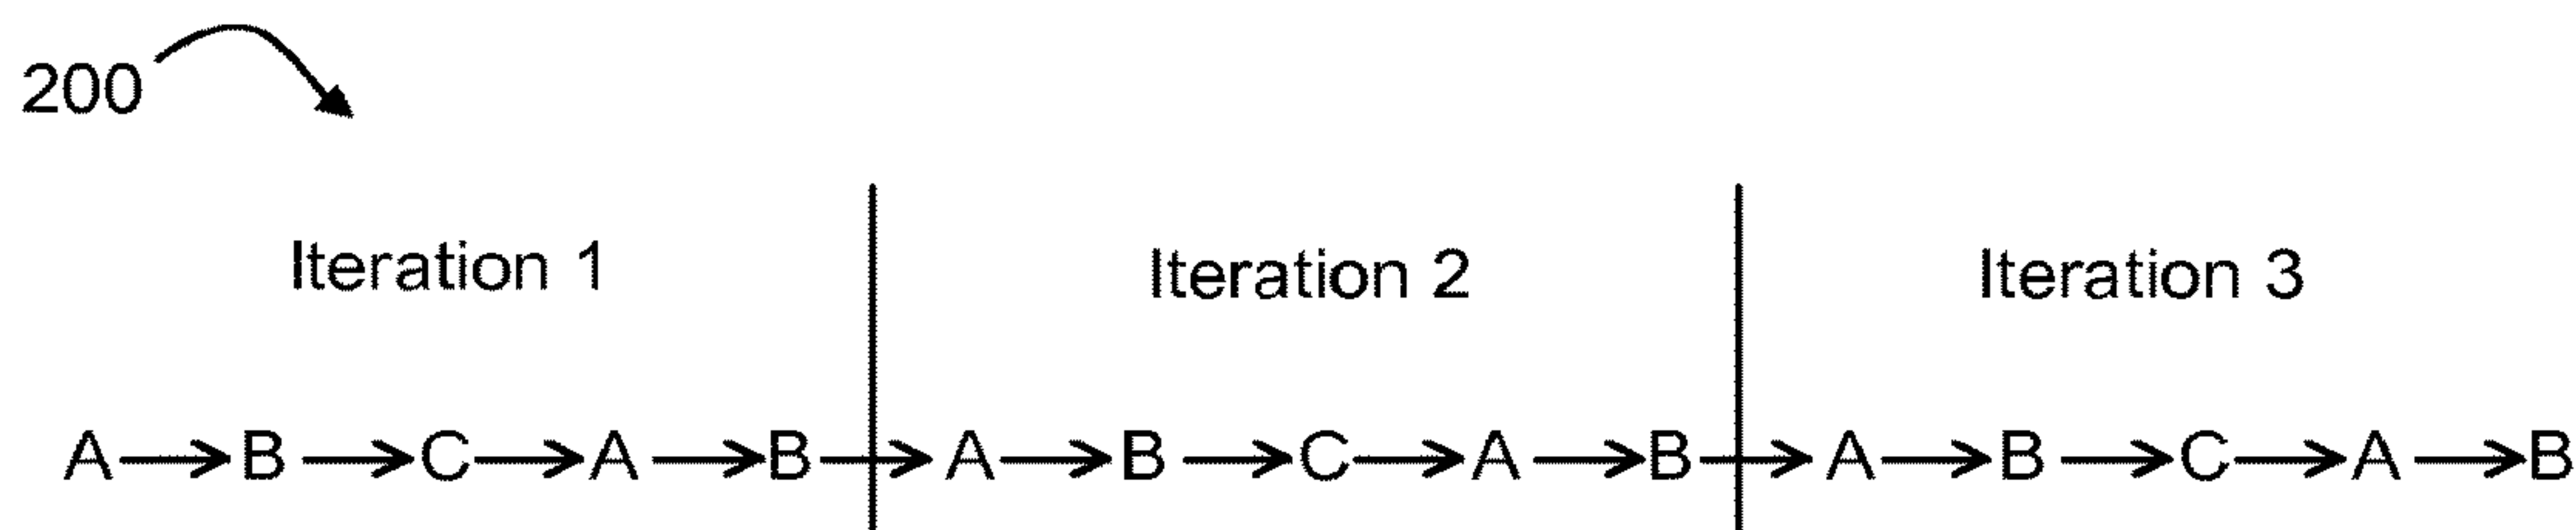 200
Iteration 1 Iteration 2 Iteration 3
A→B→C→A→B→A→B→C→A→B→A→B→C→A→B